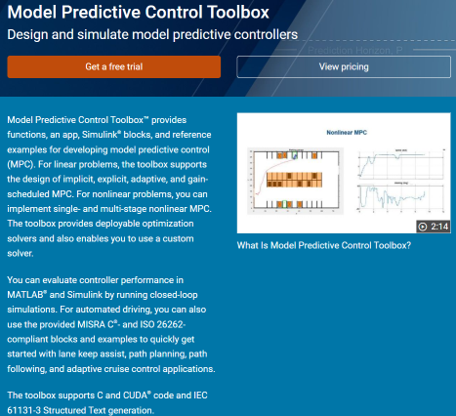 Model Predictive Control Toolbox
Design and simulate model predictive controllers
Prediction Horizon, P...
Get a free trial
View pricing
Model Predictive Control Toolbox™ provides
functions, an app, Simulink® blocks, and reference
examples for developing model predictive control
(MPC). For linear problems, the toolbox supports
the design of implicit, explicit, adaptive, and gain-
scheduled MPC. For nonlinear problems, you can
implement single- and multi-stage nonlinear MPC.
The toolbox provides deployable optimization
solvers and also enables you to use a custom
solver.
Nonlinear MPC
2:14
What Is Model Predictive Control Toolbox?
You can evaluate controller performance in
MATLAB® and Simulink by running closed-loop
simulations. For automated driving, you can also
use the provided MISRA C®- and ISO 26262-
compliant blocks and examples to quickly get
started with lane keep assist, path planning, path
following, and adaptive cruise control applications.
The toolbox supports C and CUDA® code and IEC
61131-3 Structured Text generation.